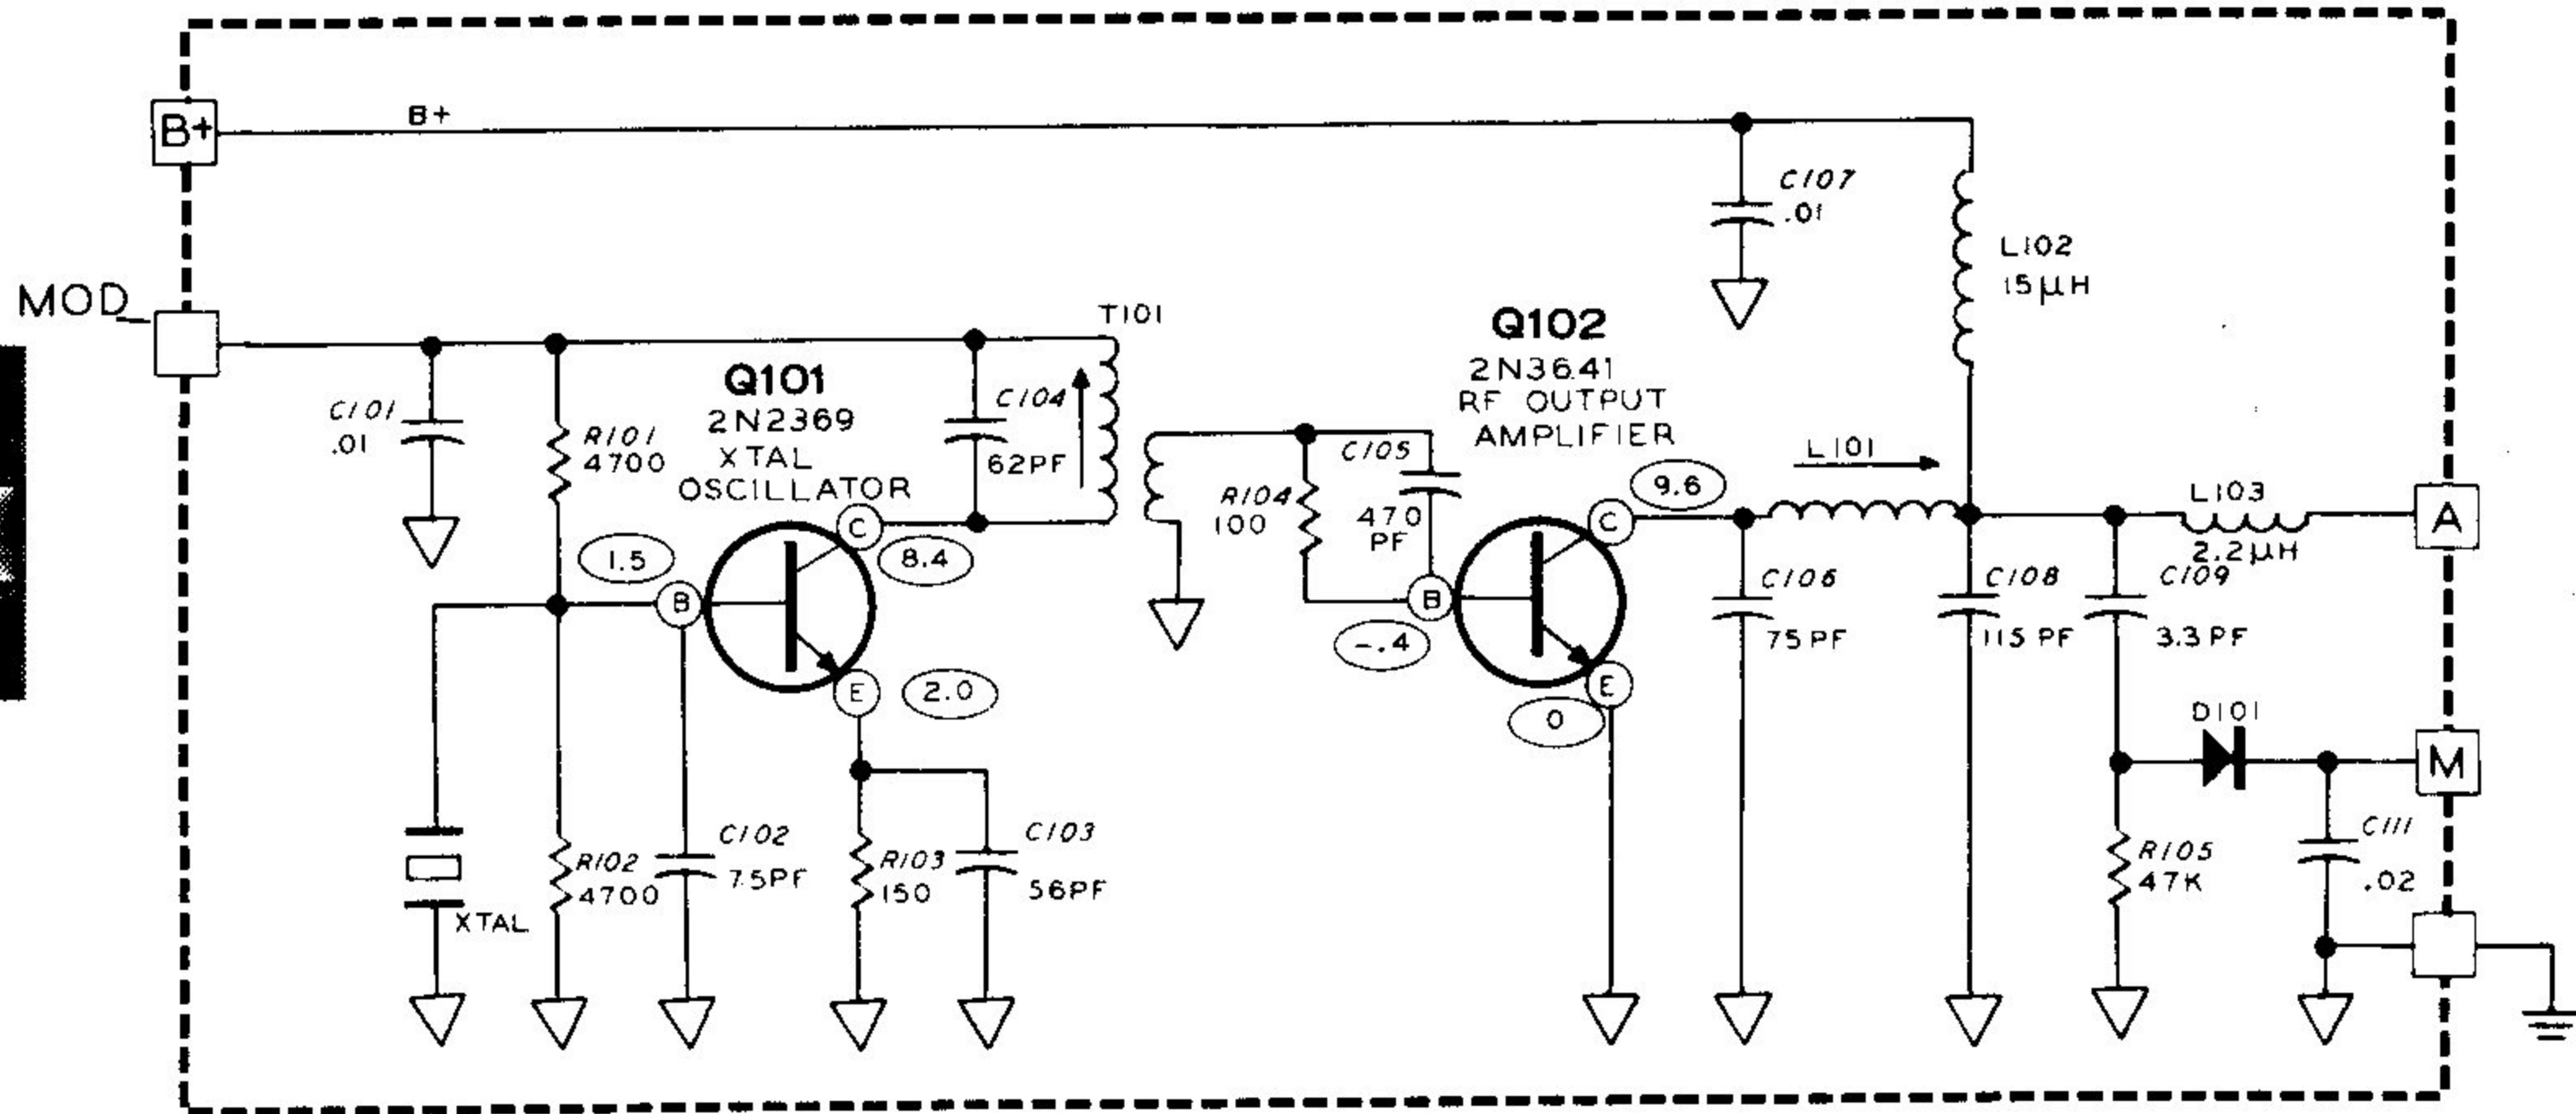 B+
B+
MOD
C107
.01
L102
15µH
T101
Q101
2N2369
XTAL
OSCILLATOR
C101
.01
R101
4700
C104
62PF
Q102
2N3641
RF OUTPUT
AMPLIFIER
C105
470
PF
R104
100
C
8.4
1.5
B
E
2.0
C
9.6
B
-.4
E
0
L101
L103
2.2µH
A
C106
75PF
C108
115 PF
C109
3.3PF
D101
M
XTAL
R102
4700
C102
75PF
R103
150
C103
56PF
R105
47K
C111
.02